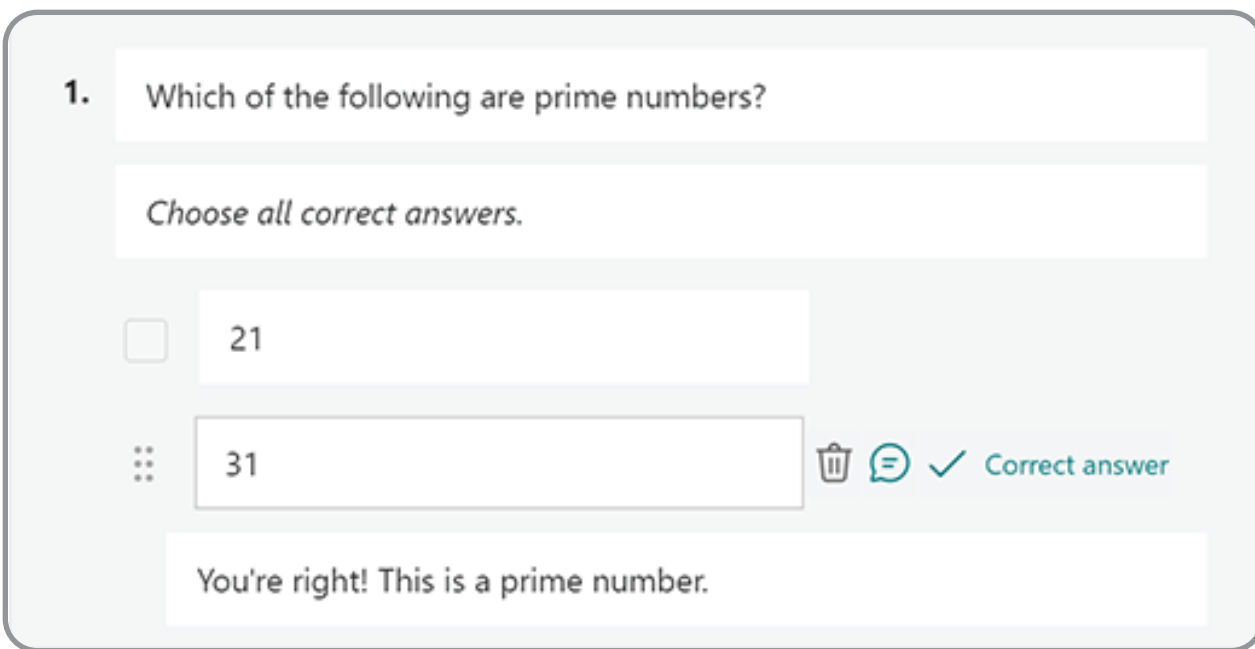 1. Which of the following are prime numbers?
Choose all correct answers.
21
31 Correct answer
You're right! This is a prime number.